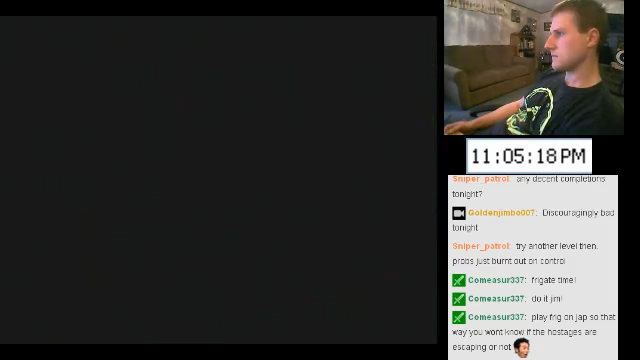 11:05:18 PM
Sniper_patrol: any decent completions
tonight?
Goldenjimbo007: Discouragingly bad
tonight
Sniper_patrol: try another level then.
probs just burnt out on control
Comeasur337: frigate time!
Comeasur337: do it jim!
Comeasur337: play frig on jap so that
way you wont know if the hostages are
escaping or not